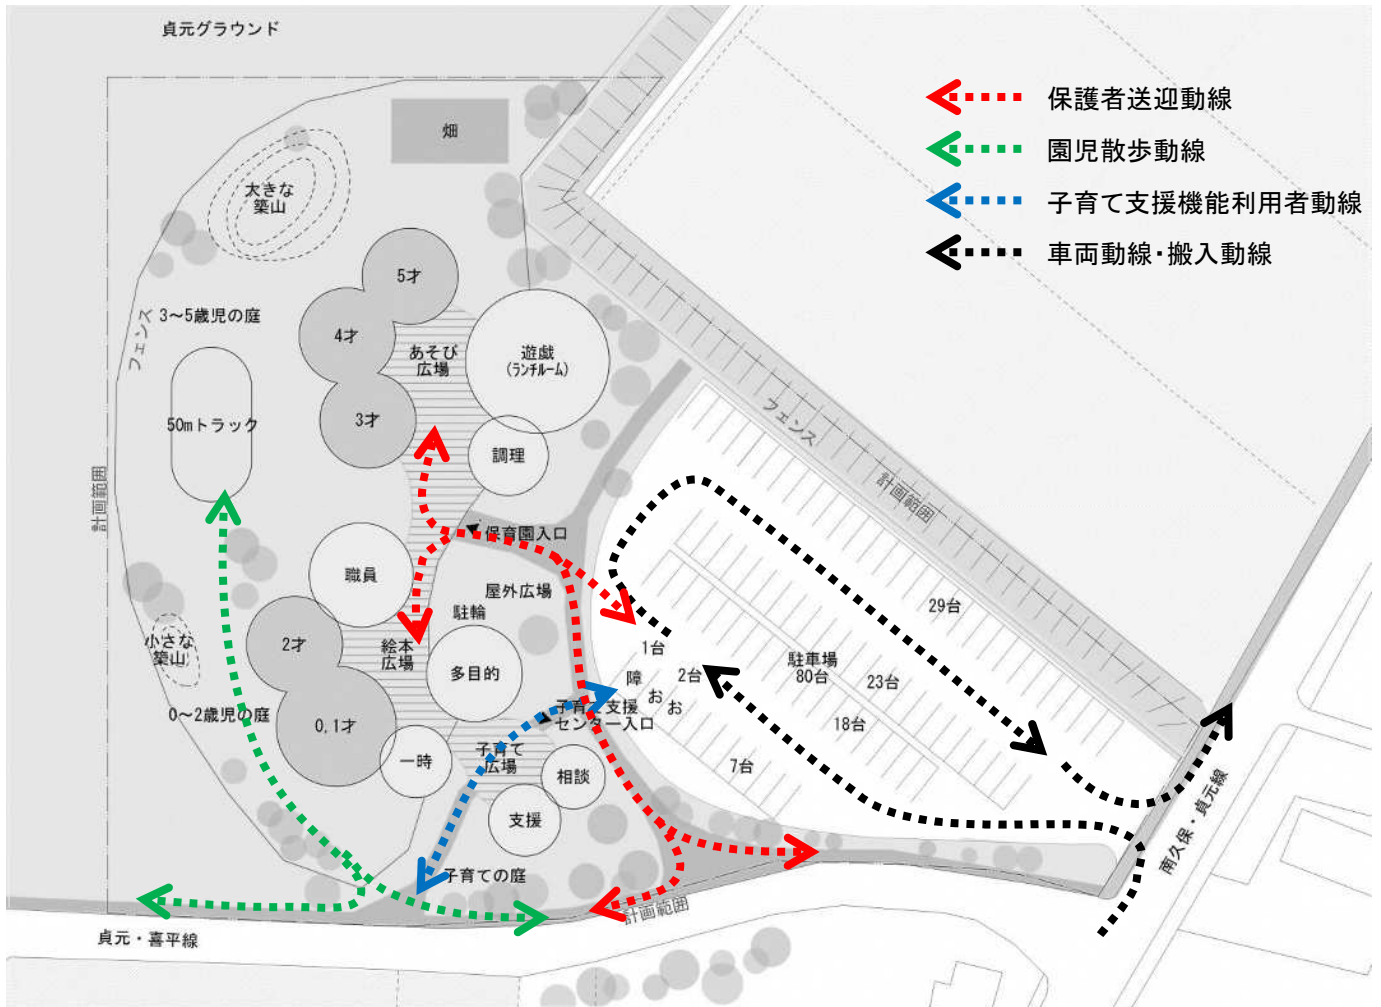 貞元グラウンド
畑
大きな
築山
保護者送迎動線
園児散歩動線
子育て支援機能利用者動線
車両動線・搬入動線
5才
3～5歳児の庭
フェンス
4才
あそび
広場
遊戯
(ランチルーム)
フェンス
50mトラック
3才
調理
計画範囲
計画範囲
保育園入口
職員
屋外広場
駐輪
29台
小さな
築山
2才
絵本
広場
多目的
1台
障
お
お
2台
駐車場
80台
23台
18台
7台
0～2歳児の庭
0,1才
子育て支援
センター入口
一時
子育て
広場
相談
支援
南久保・貞元線
子育ての庭
計画範囲
貞元・喜平線